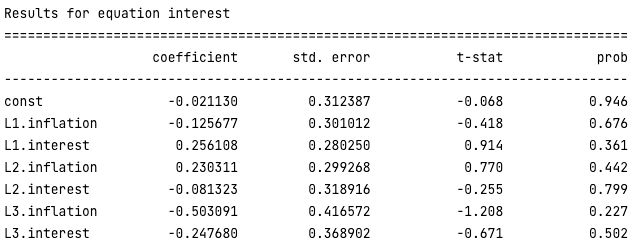 Results for equation interest
================================================================================
coefficient std. error t-stat prob
--------------------------------------------------------------------------------
const -0.021130 0.312387 -0.068 0.946
L1.inflation -0.125677 0.301012 -0.418 0.676
L1.interest 0.256108 0.280250 0.914 0.361
L2.inflation 0.230311 0.299268 0.770 0.442
L2.interest -0.081323 0.318916 -0.255 0.799
L3.inflation -0.503091 0.416572 -1.208 0.227
L3.interest -0.247680 0.368902 -0.671 0.502